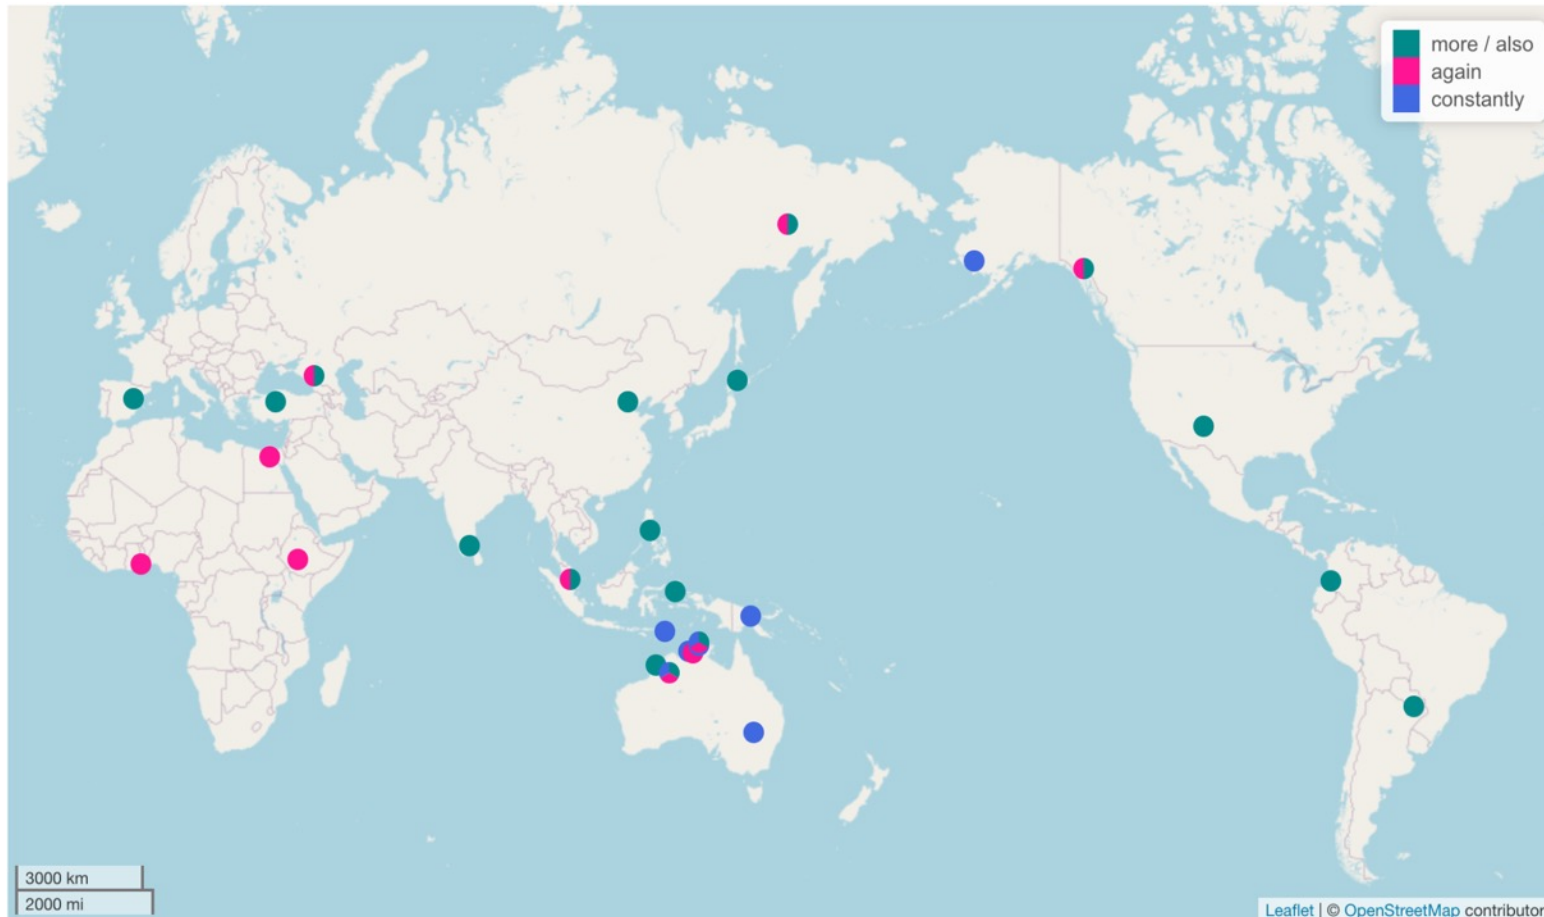 more / also
again
constantly
3000 km
2000 mi
Leaflet | © OpenStreetMap contributor